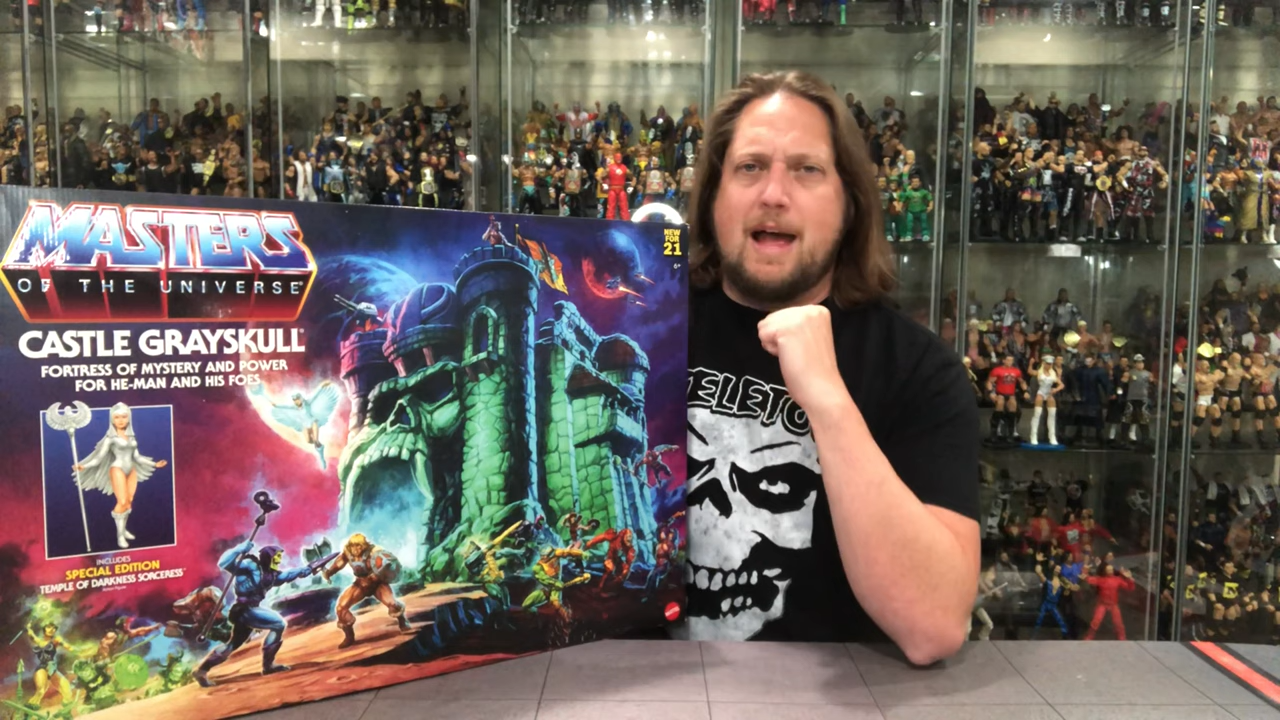 MASTERS
OF THE UNIVERSE
CASTLE GRAYSKULL
FORTRESS OF MYSTERY AND POWER
FOR HE-MAN AND HIS FOES
INCLUDES
SPECIAL EDITION
TEMPLE OF DARKNESS SORCERESS
NEW
FOR
21
6+
ELETO